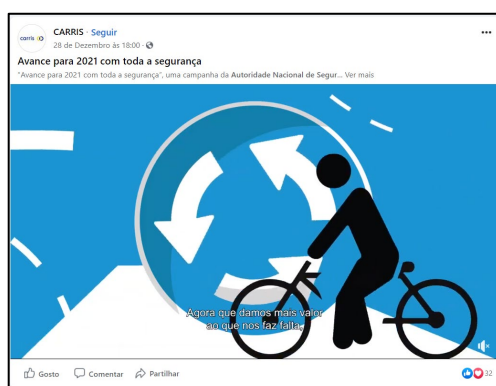 carris
CARRIS · Seguir
28 de Dezembro às 18:00 ·
Avance para 2021 com toda a segurança
"Avance para 2021 com toda a segurança", uma campanha da Autoridade Nacional de Segur... Ver mais
Agora que damos mais valor
ao que nos faz falta,
Gosto Comentar Partilhar 32